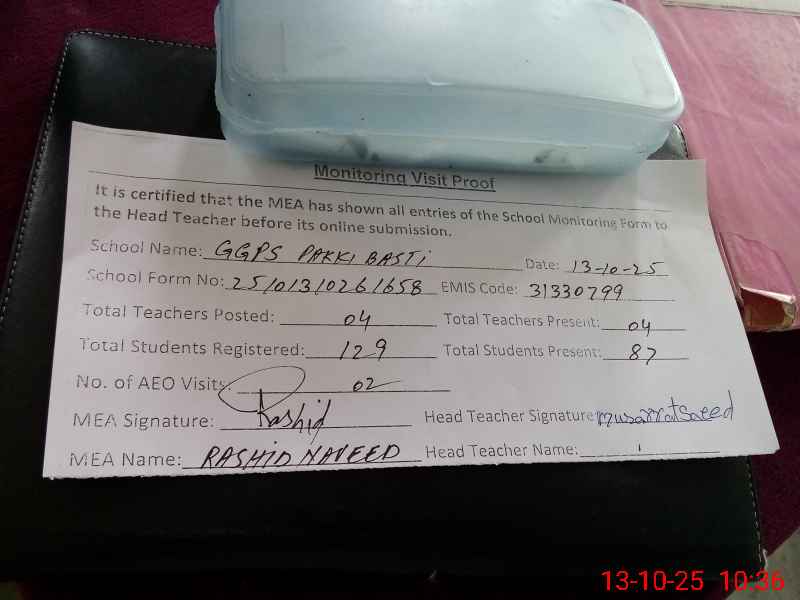 Monitoring Visit Proof
It is certified that the MEA has shown all entries of the School Monitoring Form to
the Head Teacher before its online submission.
School Name: GGPS PAKKI BASTI Date: 13-10-25
School Form No: 25101310261658 EMIS Code: 31330799
Total Teachers Posted: 04 Total Teachers Present: 04
Total Students Registered: 129 Total Students Present: 87
No. of AEO Visits: 02
MEA Signature: Rashid Head Teacher Signature musarrat Saeed
MEA Name: RASHID NAVEED Head Teacher Name:
13-10-25 10:36